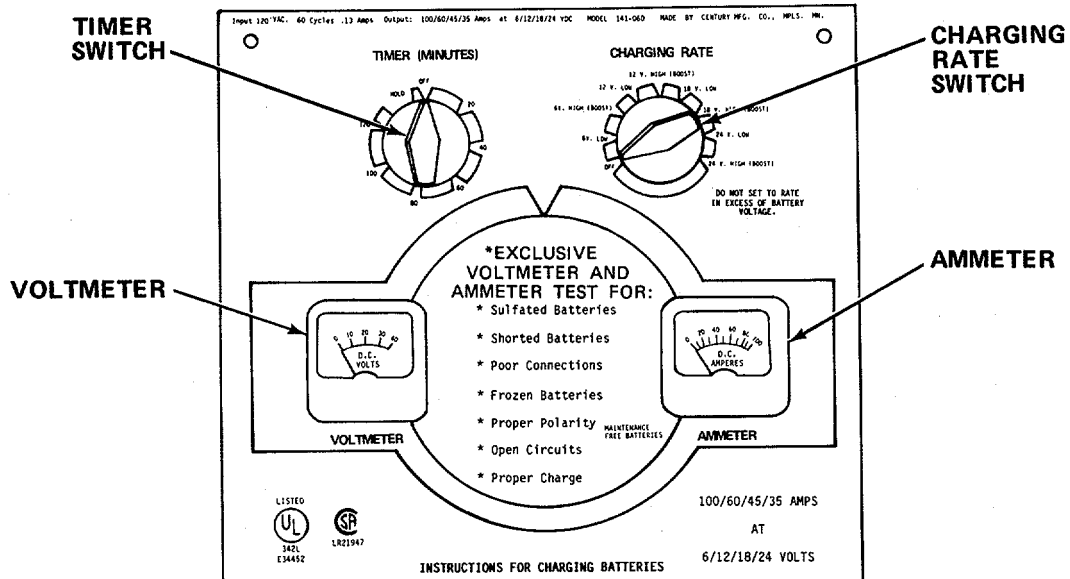 Input 120 VAC. 60 Cycles .13 Amps Output: 100/60/45/35 Amps at 6/12/18/24 VDC MODEL 141-060 MADE BY CENTURY MFG. CO., MPLS. MN.
TIMER
SWITCH
TIMER (MINUTES)
CHARGING RATE
CHARGING
RATE
SWITCH
HOLD
OFF
20
40
60
80
100
120
OFF
6V. LOW
6V. HIGH (BOOST)
12 V. LOW
12 V. HIGH (BOOST)
18 V. LOW
18 V. HIGH (BOOST)
24 V. LOW
24 V. HIGH (BOOST)
DO NOT SET TO RATE
IN EXCESS OF BATTERY
VOLTAGE.
VOLTMETER
AMMETER
0 10 20 30 40
D.C.
VOLTS
VOLTMETER
*EXCLUSIVE
VOLTMETER AND
AMMETER TEST FOR:
* Sulfated Batteries
* Shorted Batteries
* Poor Connections
* Frozen Batteries
* Proper Polarity
MAINTENANCE
FREE BATTERIES
* Open Circuits
* Proper Charge
0 20 40 60 80 100
D.C.
AMPERES
AMMETER
LISTED
UL
342L
E34452
SA
LR21947
100/60/45/35 AMPS
AT
6/12/18/24 VOLTS
INSTRUCTIONS FOR CHARGING BATTERIES